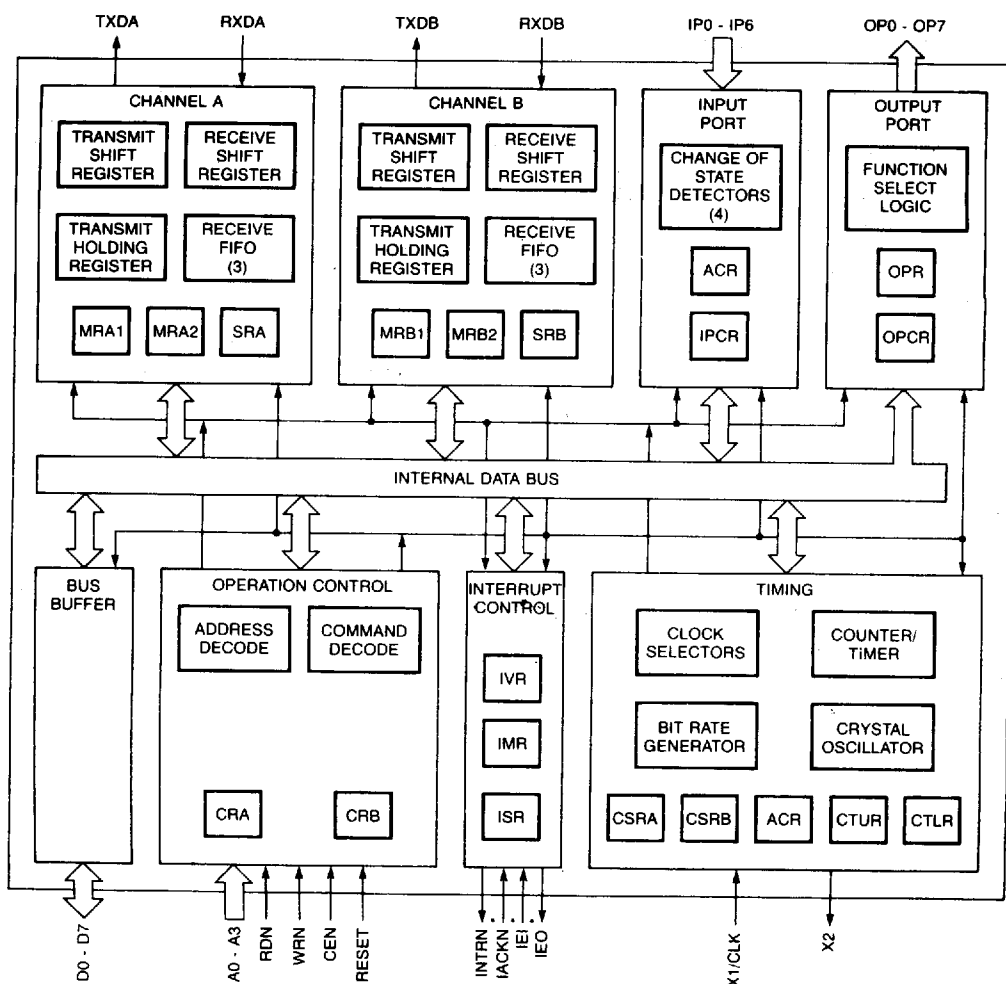 TXDA
RXDA
TXDB
RXDB
IP0 - IP6
OP0 - OP7
CHANNEL A
TRANSMIT
SHIFT
REGISTER
RECEIVE
SHIFT
REGISTER
TRANSMIT
HOLDING
REGISTER
RECEIVE
FIFO
(3)
MRA1
MRA2
SRA
CHANNEL B
TRANSMIT
SHIFT
REGISTER
RECEIVE
SHIFT
REGISTER
TRANSMIT
HOLDING
REGISTER
RECEIVE
FIFO
(3)
MRB1
MRB2
SRB
INPUT
PORT
CHANGE OF
STATE
DETECTORS
(4)
ACR
IPCR
OUTPUT
PORT
FUNCTION
SELECT
LOGIC
OPR
OPCR
INTERNAL DATA BUS
BUS
BUFFER
OPERATION CONTROL
ADDRESS
DECODE
COMMAND
DECODE
CRA
CRB
INTERRUPT
CONTROL
IVR
IMR
ISR
TIMING
CLOCK
SELECTORS
COUNTER/
TIMER
BIT RATE
GENERATOR
CRYSTAL
OSCILLATOR
CSRA
CSRB
ACR
CTUR
CTLR
D0 - D7
A0 - A3
RDN
WRN
CEN
RESET
INTRN
IACKN
IEI
IEO
X1/CLK
X2